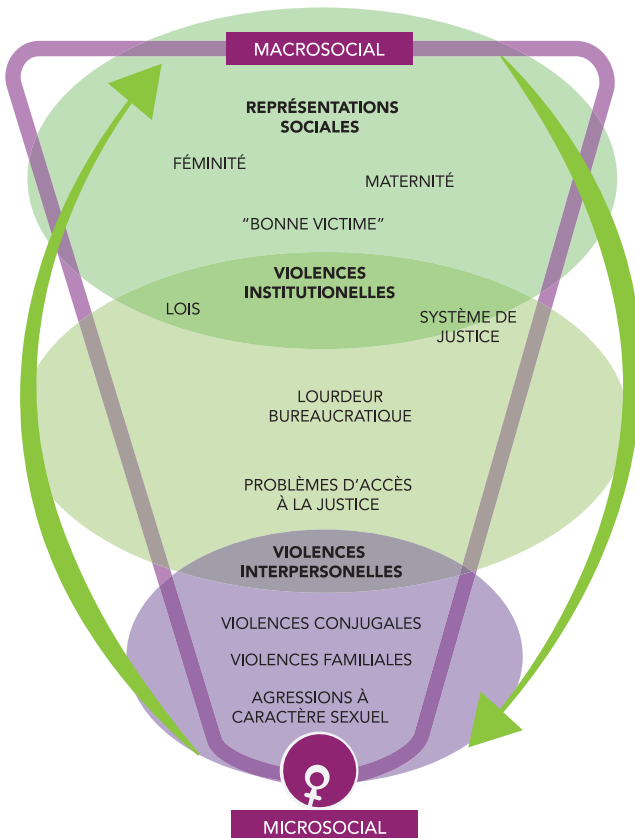 MACROSOCIAL
REPRÉSENTATIONS
SOCIALES
FÉMINITÉ
MATERNITÉ
“BONNE VICTIME”
VIOLENCES
INSTITUTIONELLES
LOIS
SYSTÈME DE
JUSTICE
LOURDEUR
BUREAUCRATIQUE
PROBLÈMES D’ACCÈS
À LA JUSTICE
VIOLENCES
INTERPERSONELLES
VIOLENCES CONJUGALES
VIOLENCES FAMILIALES
AGRESSIONS À
CARACTÈRE SEXUEL
MICROSOCIAL